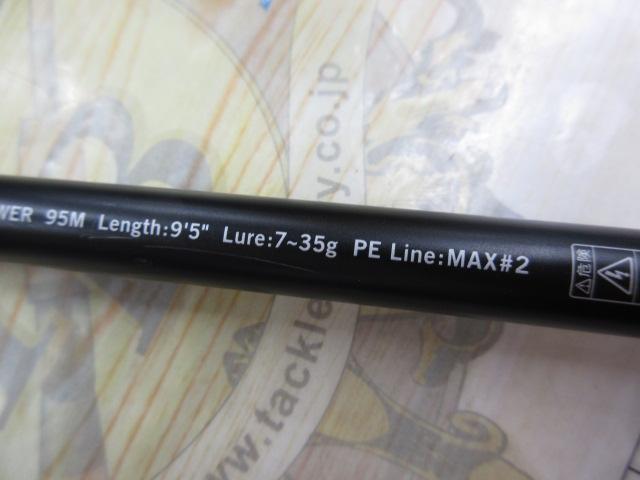 WER 95M Length:9'5" Lure:7~35g PE Line:MAX#2
⚠危険
www.tackle
y.co.jp